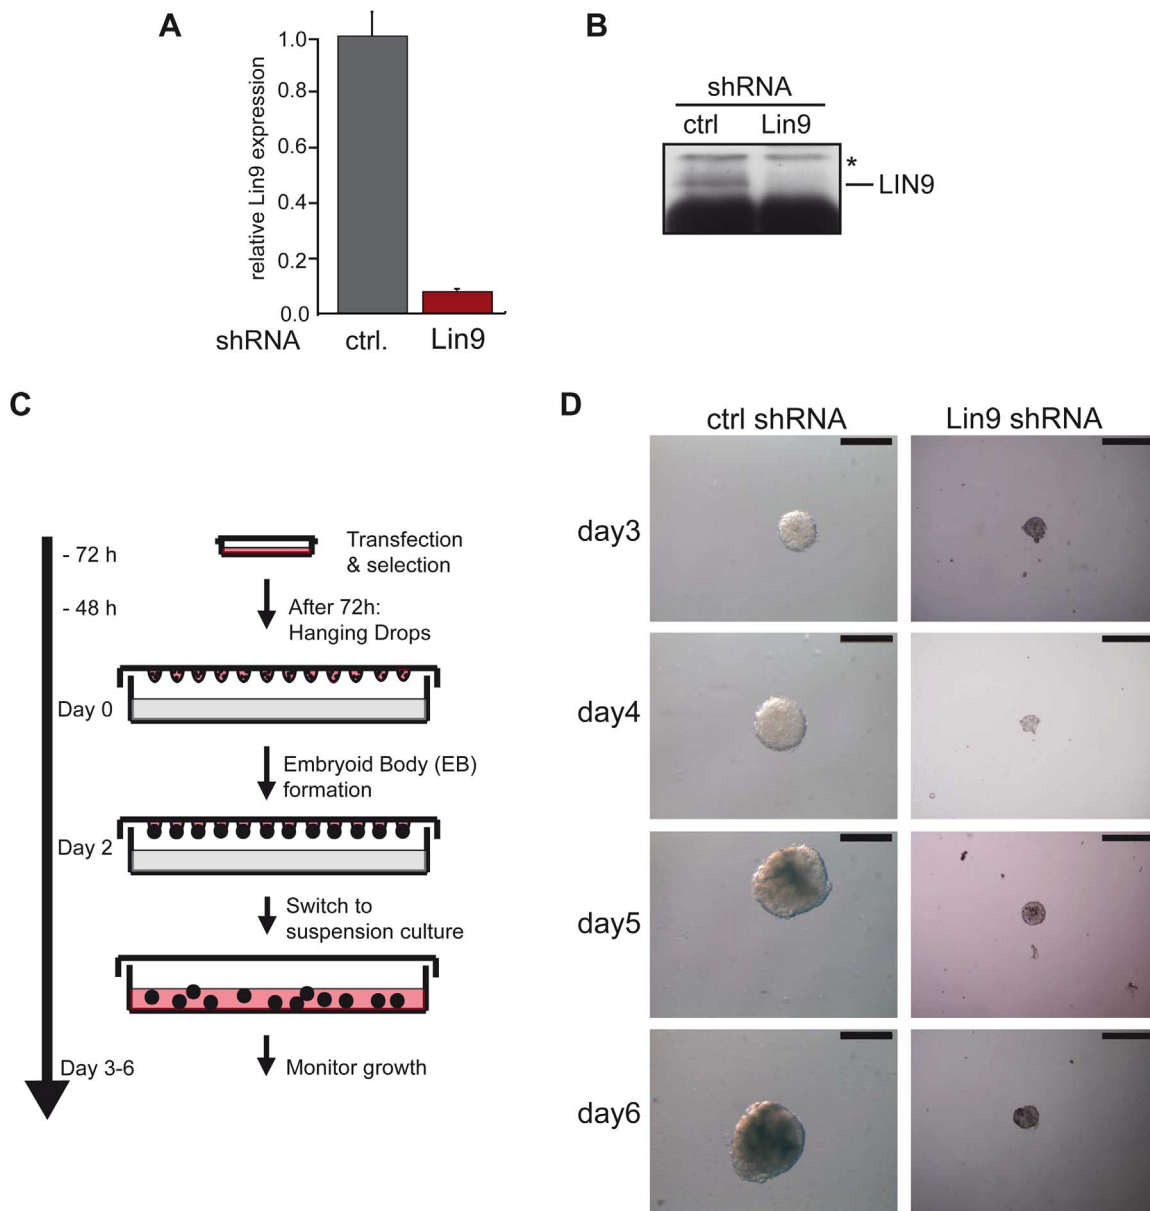 A
1.0
0.8
0.6
0.4
0.2
0.0
relative Lin9 expression
shRNA ctrl. Lin9
B
shRNA
ctrl Lin9
*
LIN9
C
- 72 h
- 48 h
Day 0
Day 2
Day 3-6
Transfection
& selection
After 72h:
Hanging Drops
Embryoid Body (EB)
formation
Switch to
suspension culture
Monitor growth
D
ctrl shRNA Lin9 shRNA
day3
day4
day5
day6